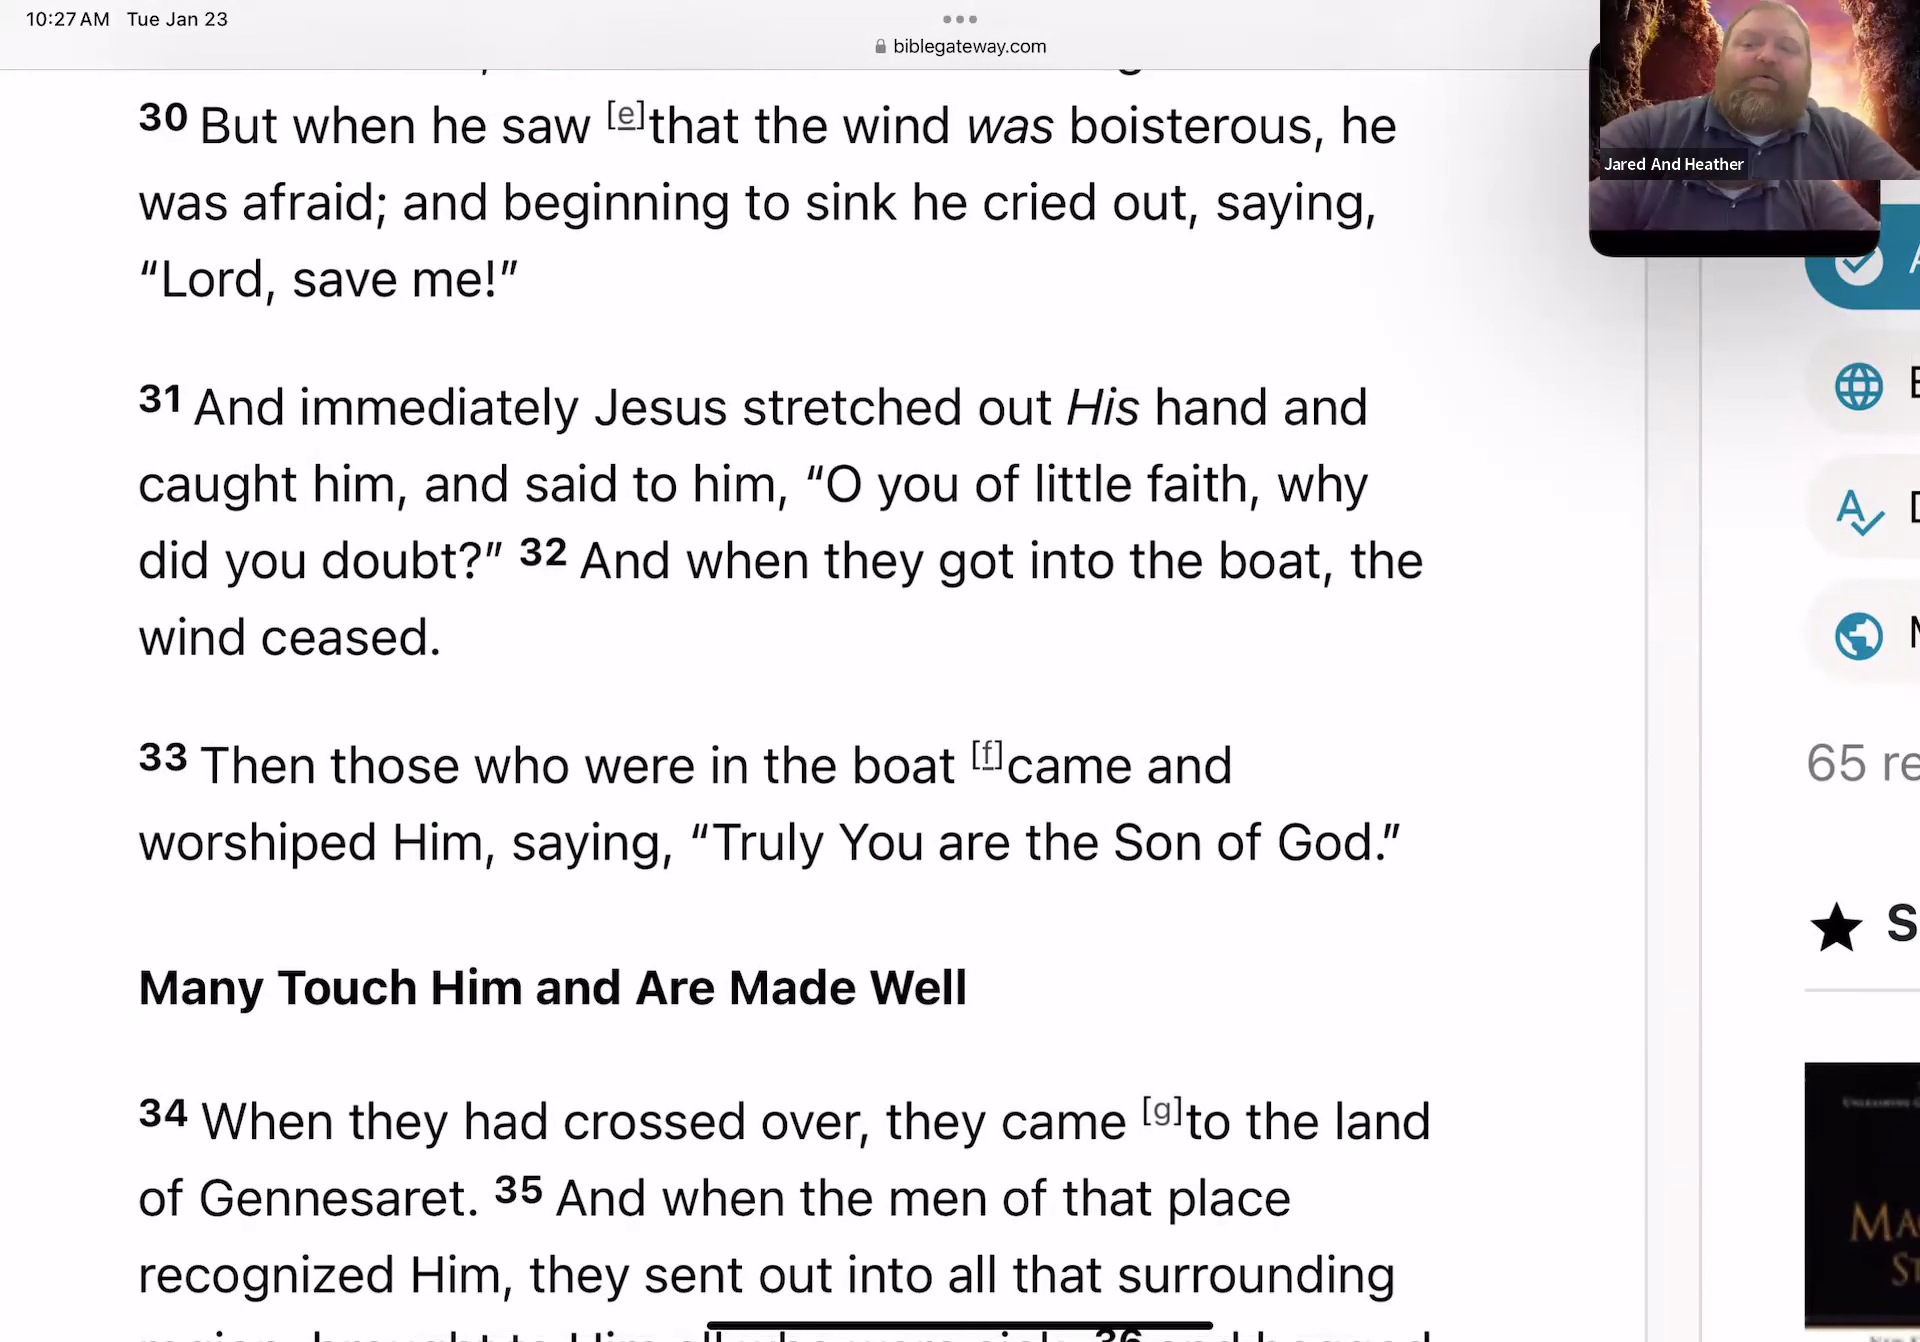 10:27 AM Tue Jan 23
biblegateway.com
Jared And Heather
30 But when he saw [e]that the wind was boisterous, he
was afraid; and beginning to sink he cried out, saying,
“Lord, save me!”
31 And immediately Jesus stretched out His hand and
caught him, and said to him, “O you of little faith, why
did you doubt?” 32 And when they got into the boat, the
wind ceased.
33 Then those who were in the boat [f]came and
worshiped Him, saying, “Truly You are the Son of God.”
Many Touch Him and Are Made Well
34 When they had crossed over, they came [g]to the land
of Gennesaret. 35 And when the men of that place
recognized Him, they sent out into all that surrounding
65 re
S